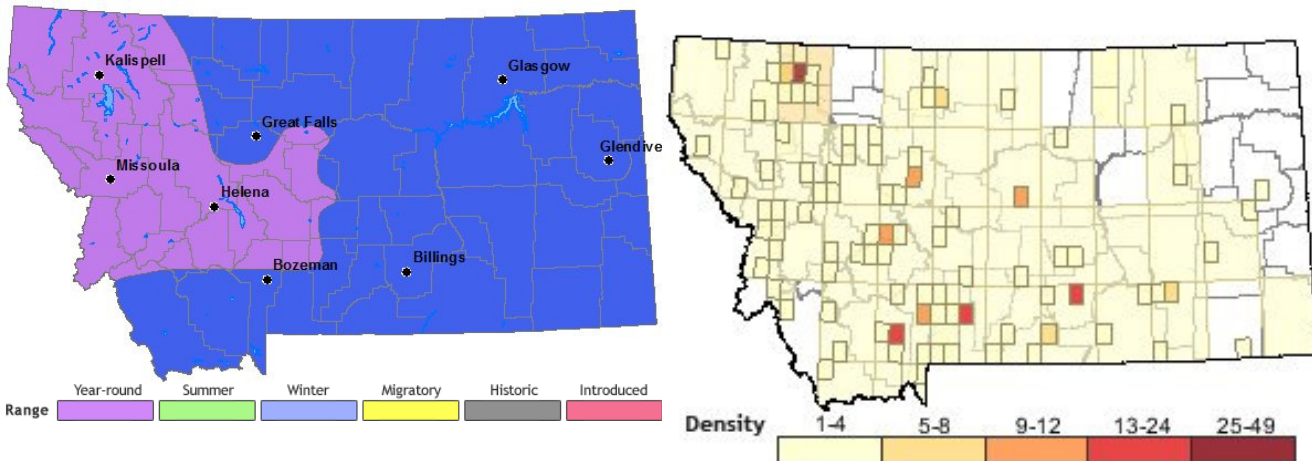 Kalispell
Glasgow
Great Falls
Glendive
Missoula
Helena
Bozeman
Billings
Year-round Summer Winter Migratory Historic Introduced
Range
Density 1-4 5-8 9-12 13-24 25-49